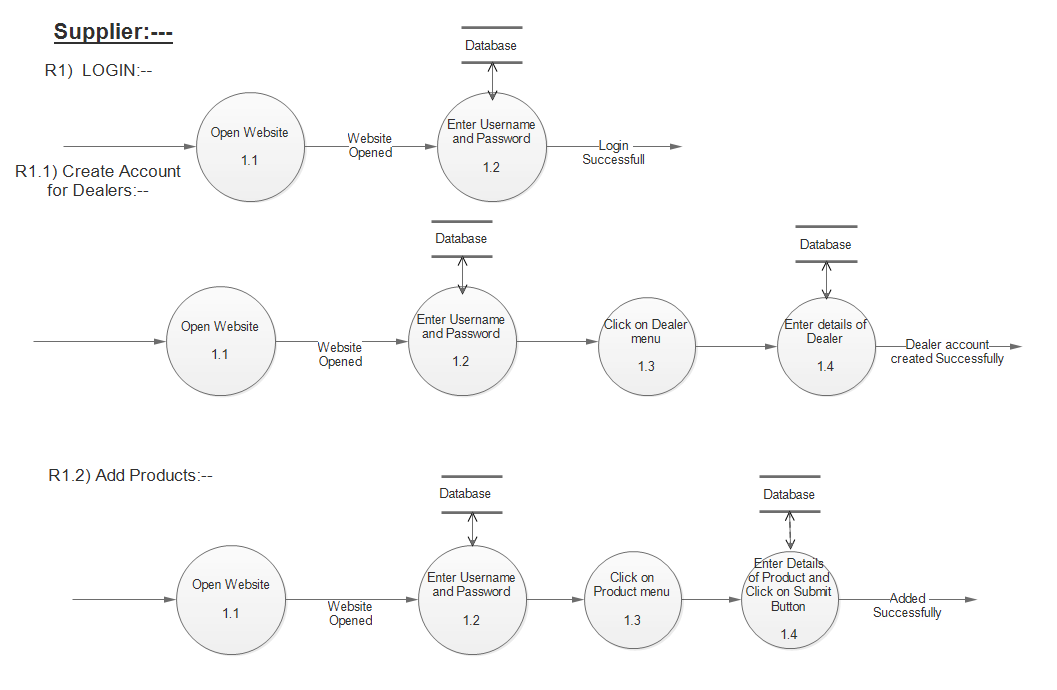 Supplier:---
R1)  LOGIN:--
Database
Open Website
1.1
Website
Opened
Enter Username
and Password
1.2
Login
Successfull
R1.1) Create Account
for Dealers:--
Database
Database
Open Website
1.1
Website
Opened
Enter Username
and Password
1.2
Click on Dealer
menu
1.3
Enter details of
Dealer
1.4
Dealer account
created Successfully
R1.2) Add Products:--
Database
Database
Open Website
1.1
Website
Opened
Enter Username
and Password
1.2
Click on
Product menu
1.3
Enter Details
of Product and
Click on Submit
Button
1.4
Added
Successfully